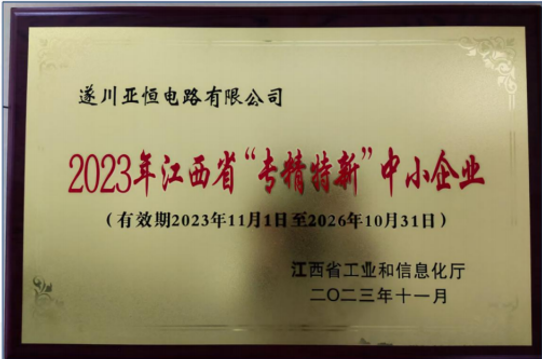 遂川亚恒电路有限公司
2023年江西省“专精特新”中小企业
（有效期2023年11月1日至2026年10月31日）
江西省工业和信息化厅
二〇二三年十一月